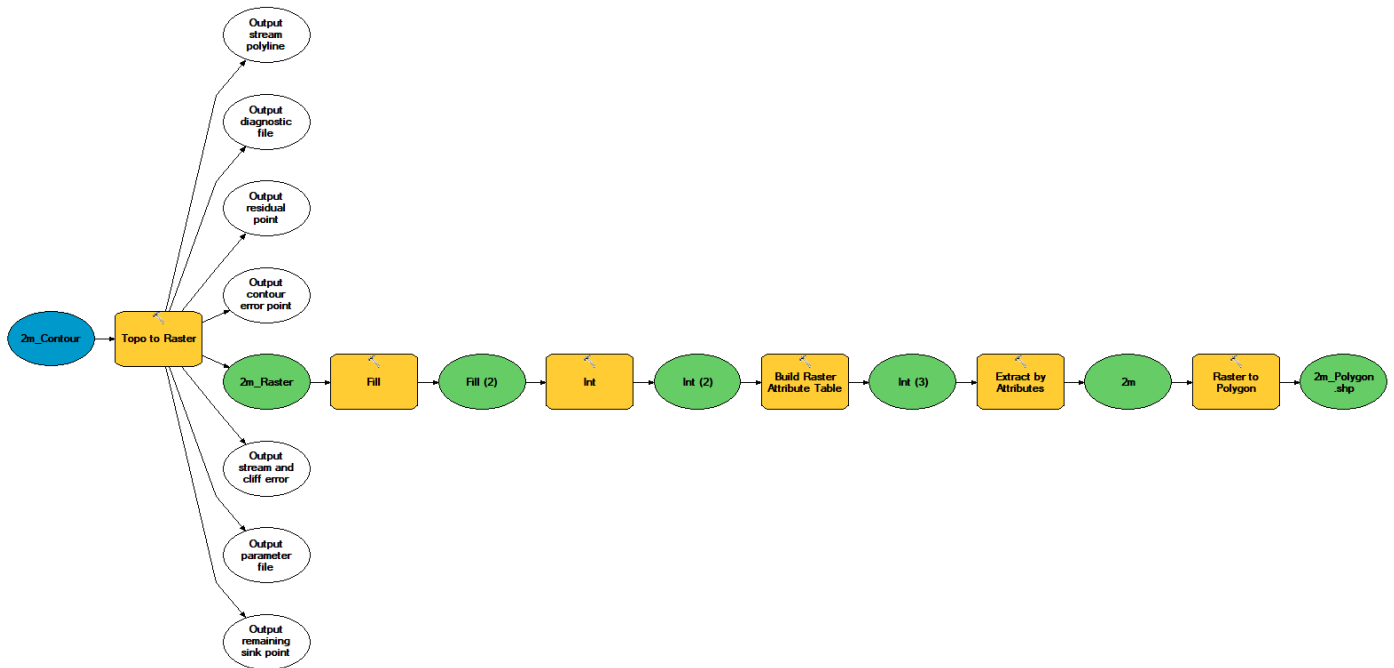 Output
stream
polyline
Output
diagnostic
file
Output
residual
point
Output
contour
error point
2m_Contour
Topo to Raster
2m_Raster
Fill
Fill (2)
Int
Int (2)
Build Raster
Attribute Table
Int (3)
Extract by
Attributes
2m
Raster to
Polygon
2m_Polygon
.shp
Output
stream and
cliff error
Output
parameter
file
Output
remaining
sink point